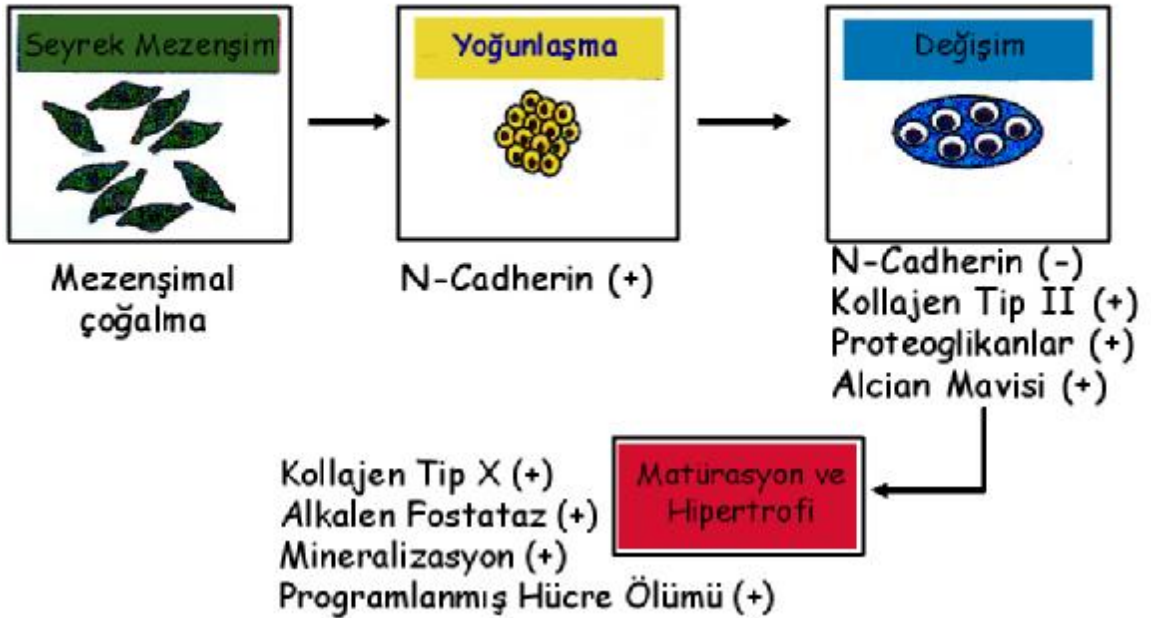 Seyrek Mezenşim
Yoğunlaşma
Değişim
Mezenşimal
çoğalma
N-Cadherin (+)
N-Cadherin (-)
Kollajen Tip II (+)
Proteoglikanlar (+)
Alcian Mavisi (+)
Matürasyon ve
Hipertrofi
Kollajen Tip X (+)
Alkalen Fostataz (+)
Mineralizasyon (+)
Programlanmış Hücre Ölümü (+)